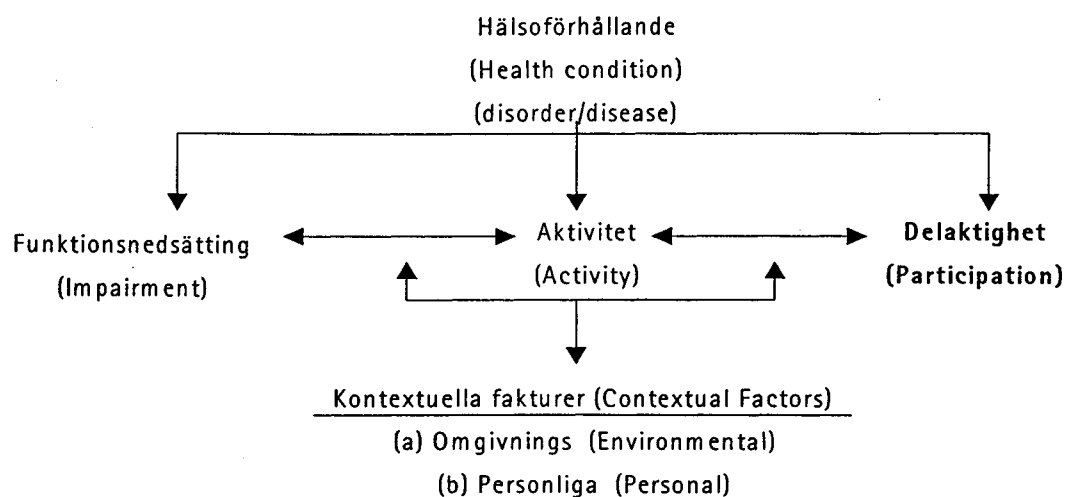 Hälsoförhållande
(Health condition)
(disorder/disease)
Funktionsnedsätting
(Impairment)
Aktivitet
(Activity)
Delaktighet
(Participation)
Kontextuella fakturer (Contextual Factors)
(a) Omgivnings (Environmental)
(b) Personliga (Personal)